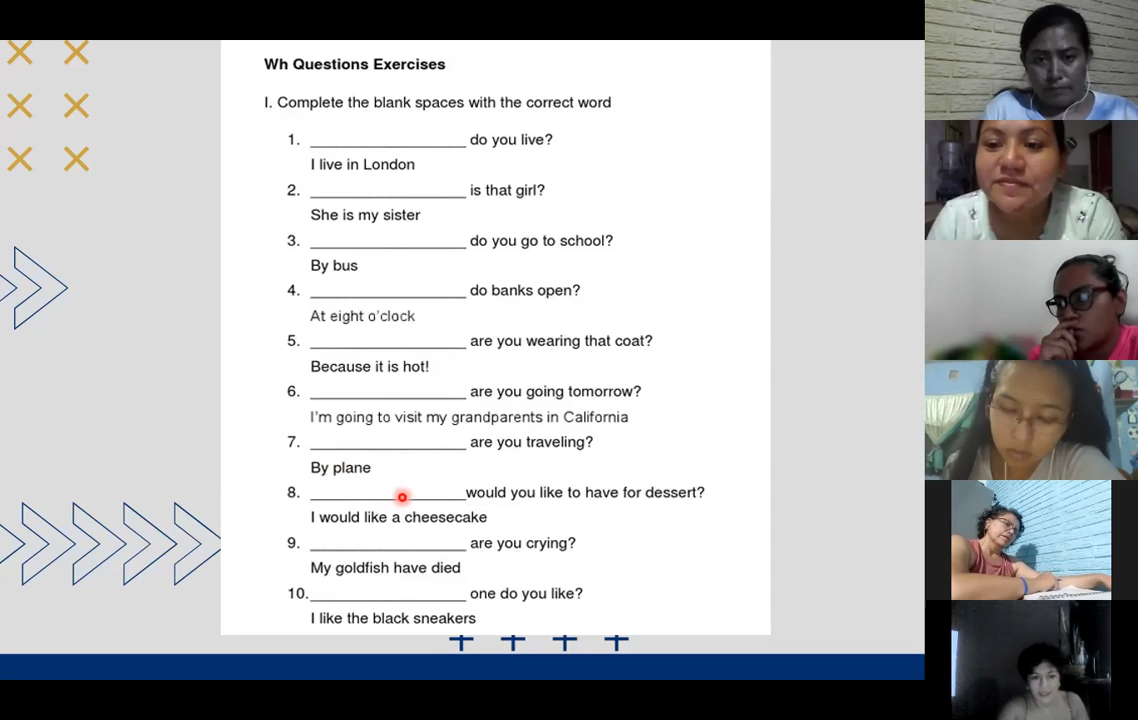 Wh Questions Exercises
I. Complete the blank spaces with the correct word
1. ____________________ do you live?
I live in London
2. ____________________ is that girl?
She is my sister
3. ____________________ do you go to school?
By bus
4. ____________________ do banks open?
At eight o'clock
5. ____________________ are you wearing that coat?
Because it is hot!
6. ____________________ are you going tomorrow?
I'm going to visit my grandparents in California
7. ____________________ are you traveling?
By plane
8. ____________________would you like to have for dessert?
I would like a cheesecake
9. ____________________ are you crying?
My goldfish have died
10.____________________ one do you like?
I like the black sneakers